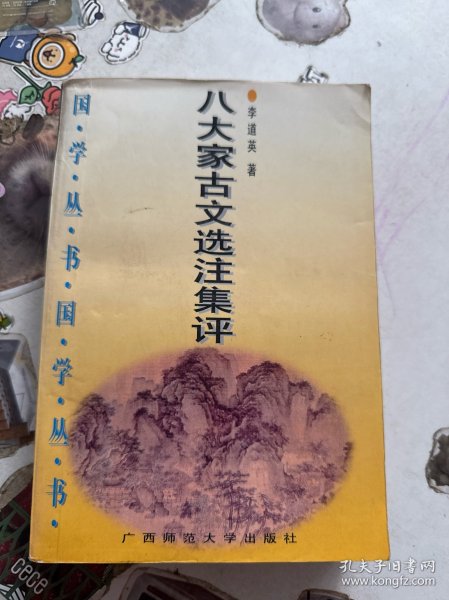 国·学·丛·书·国·学·丛·书·
八大家古文选注集评
李道英 著
广西师范大学出版社
孔夫子旧书网
www.kongfz.com